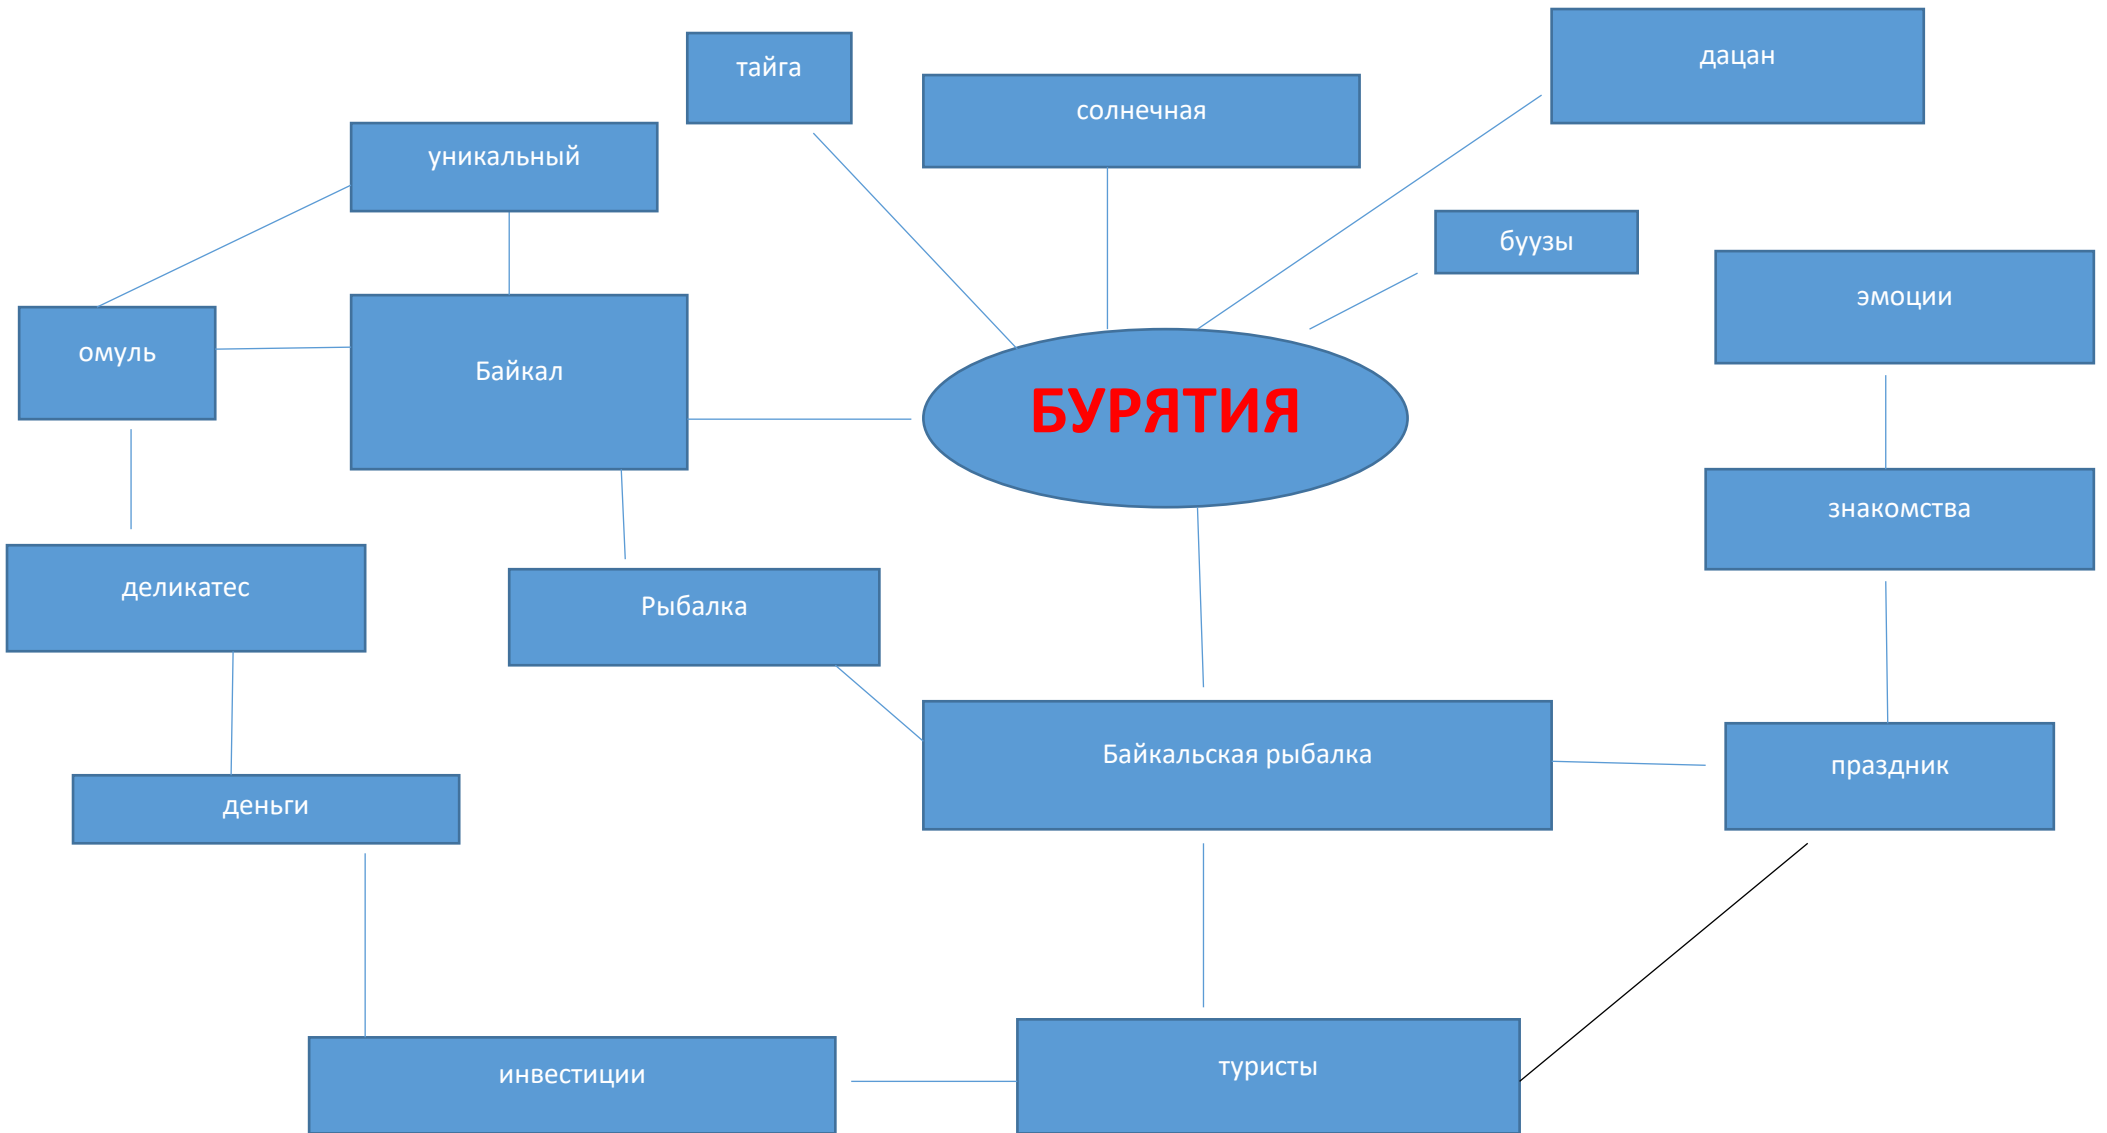 дацан
тайга
солнечная
уникальный
буузы
эмоции
омуль
Байкал
БУРЯТИЯ
знакомства
деликатес
Рыбалка
Байкальская рыбалка
праздник
деньги
инвестиции
туристы